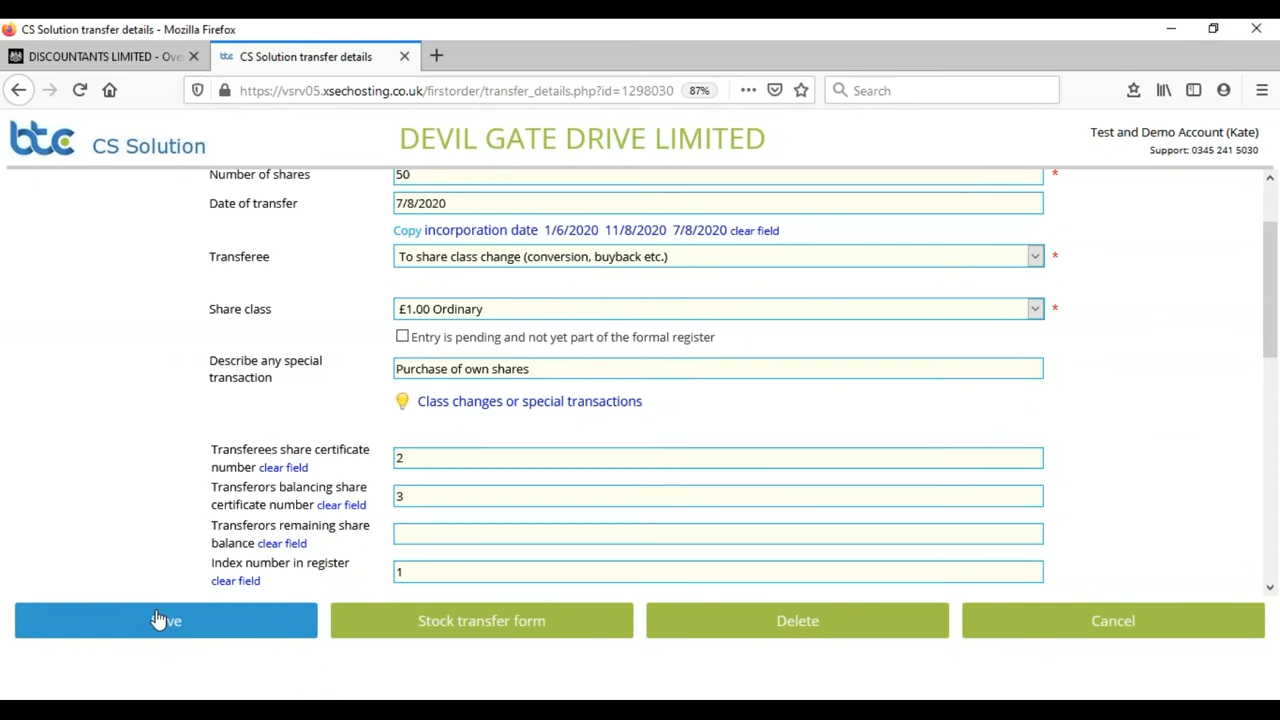 CS Solution transfer details - Mozilla Firefox
DISCOUNTANTS LIMITED - Ove
btc CS Solution transfer details
https://vsrv05.xsechosting.co.uk/firstorder/transfer_details.php?id=1298030 87% Search
btc CS Solution DEVIL GATE DRIVE LIMITED Test and Demo Account (Kate)
Support: 0345 241 5030
Number of shares 50 *
Date of transfer 7/8/2020
Copy incorporation date 1/6/2020 11/8/2020 7/8/2020 clear field
Transferee To share class change (conversion, buyback etc.) *
Share class £1.00 Ordinary *
Entry is pending and not yet part of the formal register
Describe any special
transaction Purchase of own shares
Class changes or special transactions
Transferees share certificate
number clear field 2
Transferors balancing share
certificate number clear field 3
Transferors remaining share
balance clear field
Index number in register
clear field 1
ve Stock transfer form Delete Cancel